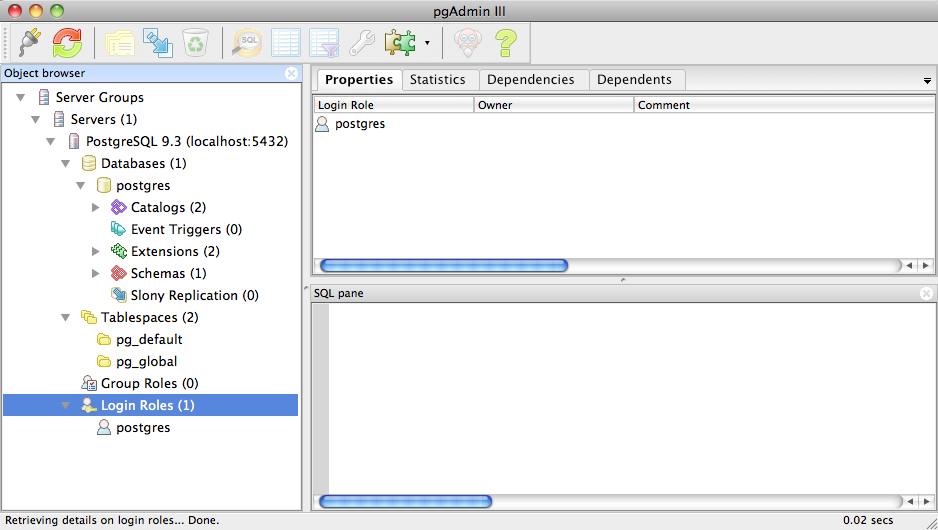 pgAdmin III
SQL
Object browser
Server Groups
Servers (1)
PostgreSQL 9.3 (localhost:5432)
Databases (1)
postgres
Catalogs (2)
Event Triggers (0)
Extensions (2)
Schemas (1)
Slony Replication (0)
Tablespaces (2)
pg_default
pg_global
Group Roles (0)
Login Roles (1)
postgres
Properties Statistics Dependencies Dependents
Login Role Owner Comment
postgres
SQL pane
Retrieving details on login roles... Done. 0.02 secs